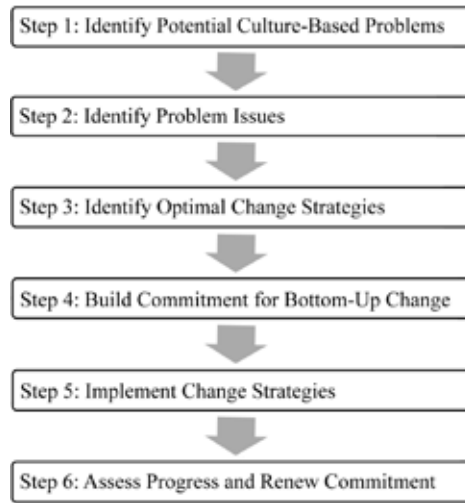 Step 1: Identify Potential Culture-Based Problems
Step 2: Identify Problem Issues
Step 3: Identify Optimal Change Strategies
Step 4: Build Commitment for Bottom-Up Change
Step 5: Implement Change Strategies
Step 6: Assess Progress and Renew Commitment